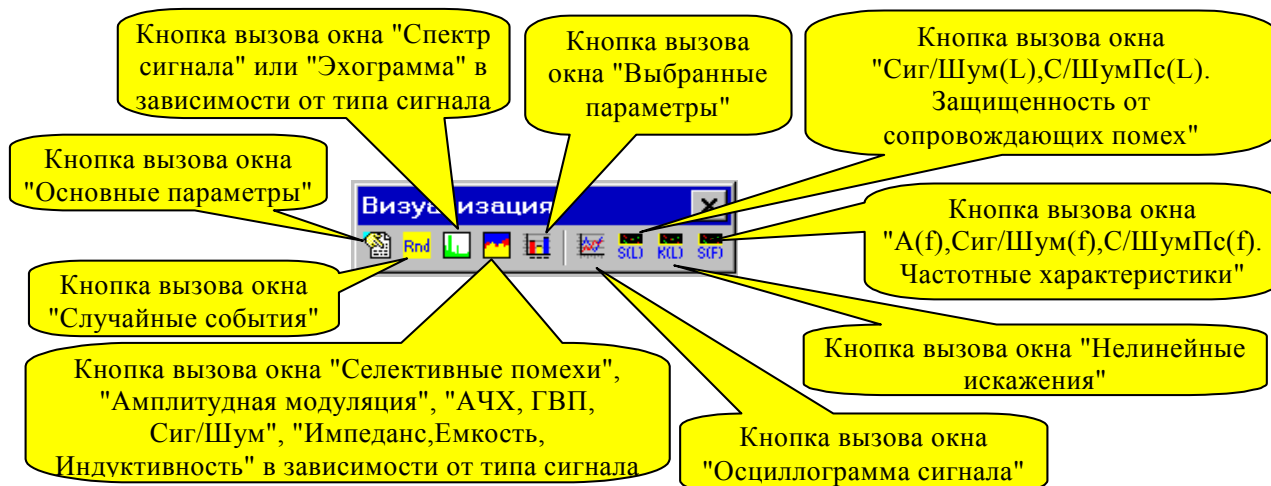 Кнопка вызова окна "Спектр
сигнала" или "Эхограмма" в
зависимости от типа сигнала
Кнопка вызова
окна "Выбранные
параметры"
Кнопка вызова окна
"Сиг/Шум(L),С/ШумПс(L).
Защищенность от
сопровождающих помех"
Кнопка вызова окна
"Основные параметры"
Визуализация
Rnd
S(L)
K(L)
S(F)
Кнопка вызова окна
"A(f),Сиг/Шум(f),С/ШумПс(f).
Частотные характеристики"
Кнопка вызова окна
"Случайные события"
Кнопка вызова окна "Селективные помехи",
"Амплитудная модуляция", "АЧХ, ГВП,
Сиг/Шум", "Импеданс,Емкость,
Индуктивность" в зависимости от типа сигнала
Кнопка вызова окна "Нелинейные
искажения"
Кнопка вызова окна
"Осциллограмма сигнала"